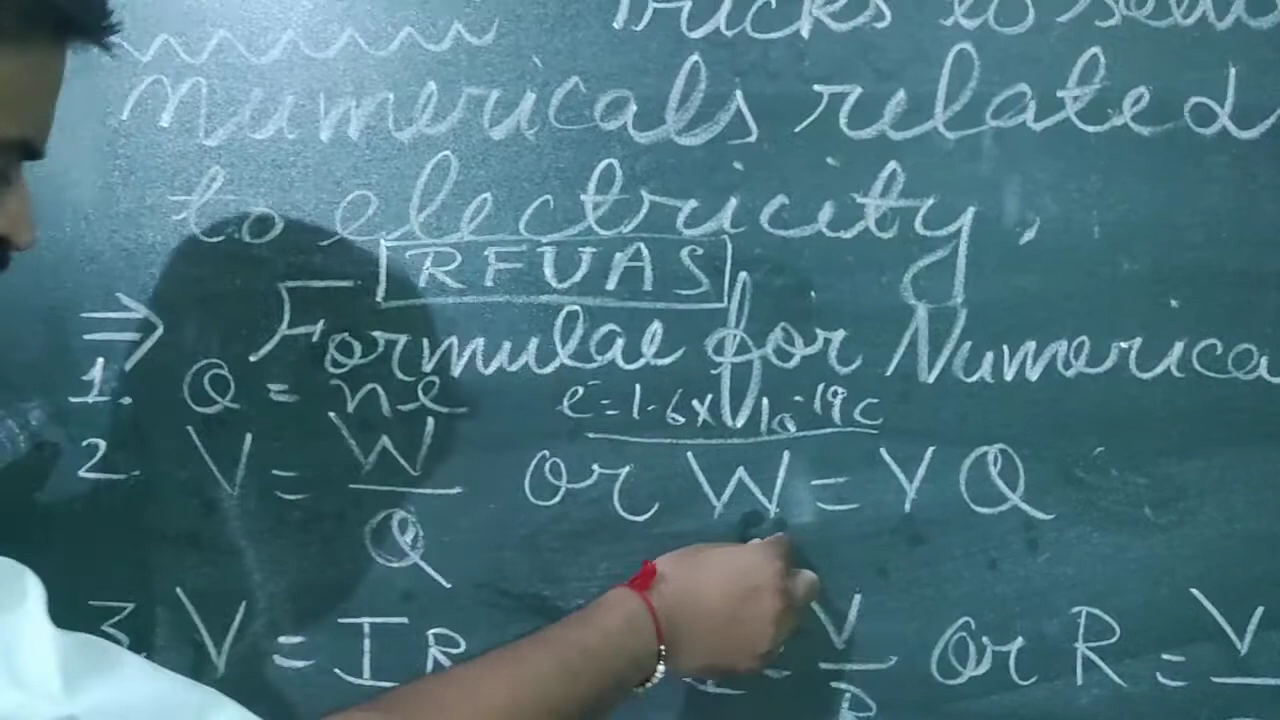 Tricks to
numericals related
to electricity,
RFUAS
⇒ Formulae for Numerica
1. Q = ne e⁻=1.6×10⁻¹⁹C
2. V = W/Q or W = VQ
3. V = IR I = V/R or R = V